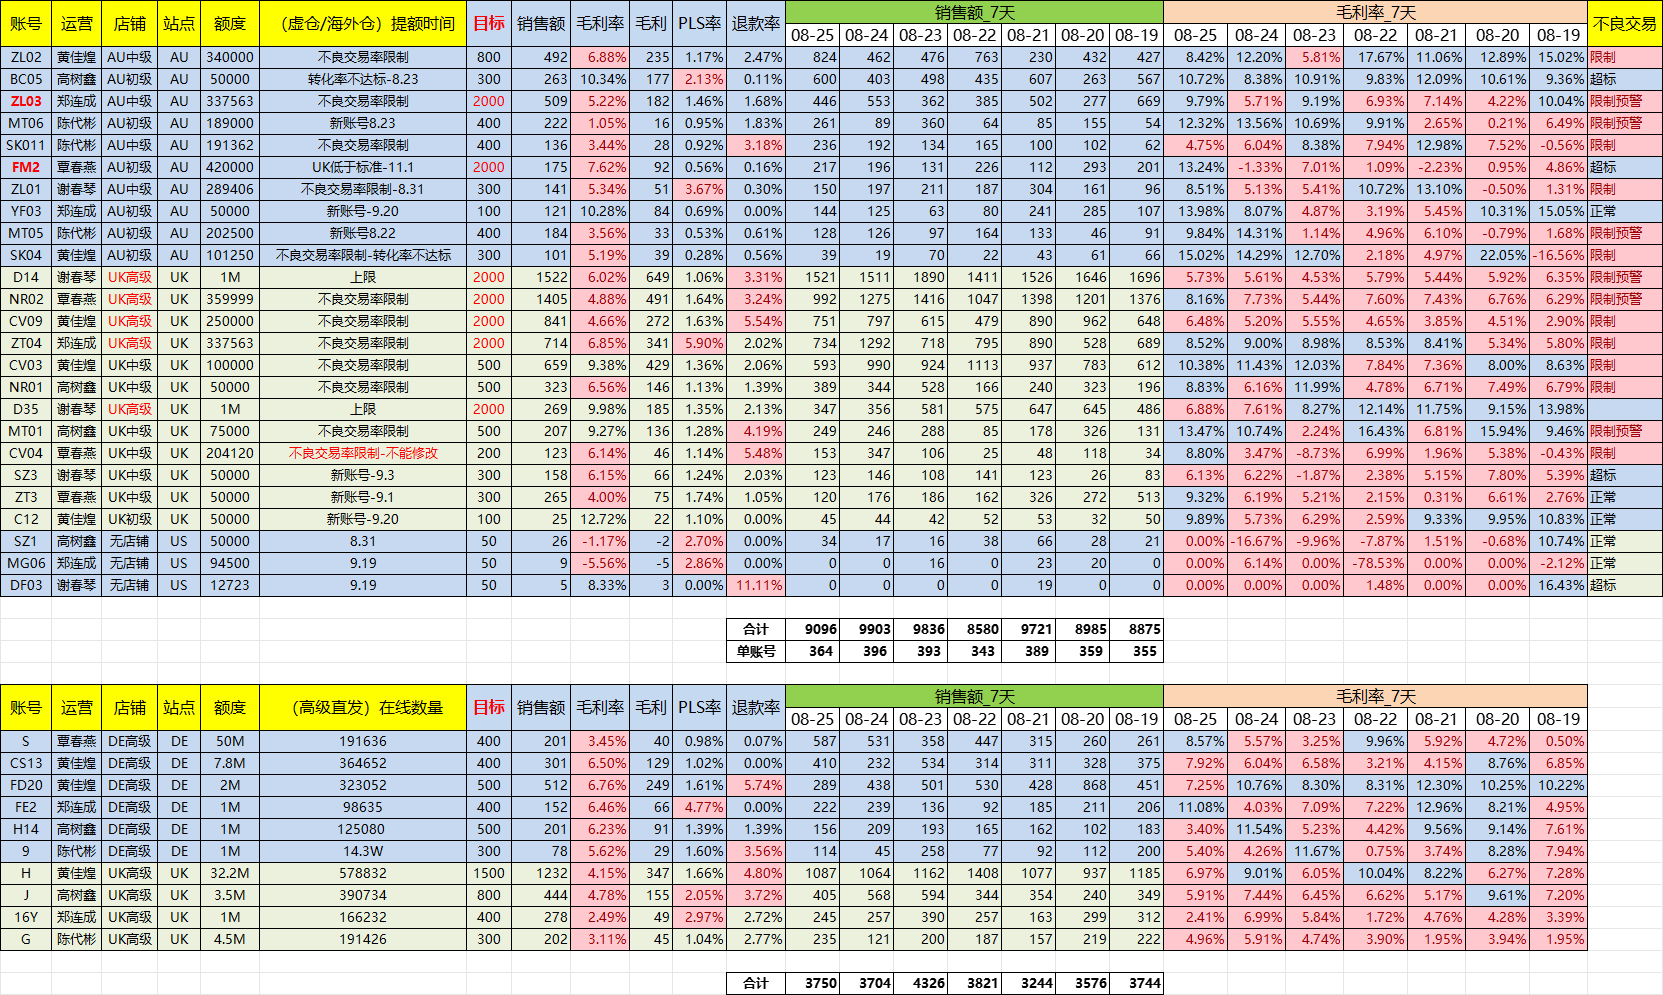 账号 运营 店铺 站点 额度 （虚仓/海外仓）提额时间 目标 销售额 毛利率 毛利 PLS率 退款率 销售额_7天 毛利率_7天 不良交易
08-25 08-24 08-23 08-22 08-21 08-20 08-19 08-25 08-24 08-23 08-22 08-21 08-20 08-19
ZL02 黄佳煌 AU中级 AU 340000 不良交易率限制 800 492 6.88% 235 1.17% 2.47% 824 462 476 763 230 432 427 8.42% 12.20% 5.81% 17.67% 11.06% 12.89% 15.02% 限制
BC05 高树鑫 AU初级 AU 50000 转化率不达标-8.23 300 263 10.34% 177 2.13% 0.11% 600 403 498 435 607 263 567 10.72% 8.38% 10.91% 9.83% 12.09% 10.61% 9.36% 超标
ZL03 郑连成 AU中级 AU 337563 不良交易率限制 2000 509 5.22% 182 1.46% 1.68% 446 553 362 385 502 277 669 9.79% 5.71% 9.19% 6.93% 7.14% 4.22% 10.04% 限制预警
MT06 陈代彬 AU初级 AU 189000 新账号8.23 400 222 1.05% 16 0.95% 1.83% 261 89 360 64 85 155 54 12.32% 13.56% 10.69% 9.91% 2.65% 0.21% 6.49% 限制预警
SK011 陈代彬 AU中级 AU 191362 不良交易率限制 400 136 3.44% 28 0.92% 3.18% 236 192 134 165 100 102 62 4.75% 6.04% 8.38% 7.94% 12.98% 7.52% -0.56% 限制
FM2 覃春燕 AU初级 AU 420000 UK低于标准-11.1 2000 175 7.62% 92 0.56% 0.16% 217 196 131 226 112 293 201 13.24% -1.33% 7.01% 1.09% -2.23% 0.95% 4.86% 超标
ZL01 谢春琴 AU中级 AU 289406 不良交易率限制-8.31 300 141 5.34% 51 3.67% 0.30% 150 197 211 187 304 161 96 8.51% 5.13% 5.41% 10.72% 13.10% -0.50% 1.31% 限制
YF03 郑连成 AU初级 AU 50000 新账号-9.20 100 121 10.28% 84 0.69% 0.00% 144 125 63 80 241 285 107 13.98% 8.07% 4.87% 3.19% 5.45% 10.31% 15.05% 正常
MT05 陈代彬 AU初级 AU 202500 新账号8.22 400 184 3.56% 33 0.53% 0.61% 128 126 97 164 133 46 91 9.84% 14.31% 1.14% 4.96% 6.10% -0.79% 1.68% 限制预警
SK04 黄佳煌 AU初级 AU 101250 不良交易率限制-转化率不达标 300 101 5.19% 39 0.28% 0.56% 39 19 70 22 43 61 66 15.02% 14.29% 12.70% 2.18% 4.97% 22.05% -16.56% 限制
D14 谢春琴 UK高级 UK 1M 上限 2000 1522 6.02% 649 1.06% 3.31% 1521 1511 1890 1411 1526 1646 1696 5.73% 5.61% 4.53% 5.79% 5.44% 5.92% 6.35% 限制预警
NR02 覃春燕 UK高级 UK 359999 不良交易率限制 2000 1405 4.88% 491 1.64% 3.24% 992 1275 1416 1047 1398 1201 1376 8.16% 7.73% 5.44% 7.60% 7.43% 6.76% 6.29% 限制预警
CV09 黄佳煌 UK高级 UK 250000 不良交易率限制 2000 841 4.66% 272 1.63% 5.54% 751 797 615 479 890 962 648 6.48% 5.20% 5.55% 4.65% 3.85% 4.51% 2.90% 限制
ZT04 郑连成 UK高级 UK 337563 不良交易率限制 2000 714 6.85% 341 5.90% 2.02% 734 1292 718 795 890 528 689 8.52% 9.00% 8.98% 8.53% 8.41% 5.34% 5.80% 限制
CV03 黄佳煌 UK中级 UK 100000 不良交易率限制 500 659 9.38% 429 1.36% 2.06% 593 990 924 1113 937 783 612 10.38% 11.43% 12.03% 7.84% 7.36% 8.00% 8.63% 限制
NR01 高树鑫 UK中级 UK 50000 不良交易率限制 500 323 6.56% 146 1.13% 1.39% 389 344 528 166 240 323 196 8.83% 6.16% 11.99% 4.78% 6.71% 7.49% 6.79% 限制
D35 谢春琴 UK高级 UK 1M 上限 2000 269 9.98% 185 1.35% 2.13% 347 356 581 575 647 645 486 6.88% 7.61% 8.27% 12.14% 11.75% 9.15% 13.98%
MT01 高树鑫 UK中级 UK 75000 不良交易率限制 500 207 9.27% 136 1.28% 4.19% 249 246 288 85 178 326 131 13.47% 10.74% 2.24% 16.43% 6.81% 15.94% 9.46% 限制预警
CV04 覃春燕 UK中级 UK 204120 不良交易率限制-不能修改 200 123 6.14% 46 1.14% 5.48% 153 347 106 25 48 118 34 8.80% 3.47% -8.73% 6.99% 1.96% 5.38% -0.43% 限制
SZ3 谢春琴 UK中级 UK 50000 新账号-9.3 300 158 6.15% 66 1.24% 2.03% 123 146 108 141 123 26 83 6.13% 6.22% -1.87% 2.38% 5.15% 7.80% 5.39% 超标
ZT3 覃春燕 UK中级 UK 50000 新账号-9.1 300 265 4.00% 75 1.74% 1.05% 120 176 186 162 326 272 513 9.32% 6.19% 5.21% 2.15% 0.31% 6.61% 2.76% 正常
C12 黄佳煌 UK初级 UK 50000 新账号-9.20 100 25 12.72% 22 1.10% 0.00% 45 44 42 52 53 32 50 9.89% 5.73% 6.29% 2.59% 9.33% 9.95% 10.83% 正常
SZ1 高树鑫 无店铺 US 50000 8.31 50 26 -1.17% -2 2.70% 0.00% 34 17 16 38 66 28 21 0.00% -16.67% -9.96% -7.87% 1.51% -0.68% 10.74% 正常
MG06 郑连成 无店铺 US 94500 9.19 50 9 -5.56% -5 2.86% 0.00% 0 0 16 0 23 20 0 0.00% 6.14% 0.00% -78.53% 0.00% 0.00% -2.12% 正常
DF03 谢春琴 无店铺 US 12723 9.19 50 5 8.33% 3 0.00% 11.11% 0 0 0 0 19 0 0 0.00% 0.00% 0.00% 1.48% 0.00% 0.00% 16.43% 超标
合计 9096 9903 9836 8580 9721 8985 8875
单账号 364 396 393 343 389 359 355
账号 运营 店铺 站点 额度 （高级直发）在线数量 目标 销售额 毛利率 毛利 PLS率 退款率 销售额_7天 毛利率_7天
08-25 08-24 08-23 08-22 08-21 08-20 08-19 08-25 08-24 08-23 08-22 08-21 08-20 08-19
S 覃春燕 DE高级 DE 50M 191636 400 201 3.45% 40 0.98% 0.07% 587 531 358 447 315 260 261 8.57% 5.57% 3.25% 9.96% 5.92% 4.72% 0.50%
CS13 黄佳煌 DE高级 DE 7.8M 364652 400 301 6.50% 129 1.02% 0.00% 410 232 534 314 311 328 375 7.92% 6.04% 6.58% 3.21% 4.15% 8.76% 6.85%
FD20 黄佳煌 DE高级 DE 2M 323052 500 512 6.76% 249 1.61% 5.74% 289 438 501 530 428 868 451 7.25% 10.76% 8.30% 8.31% 12.30% 10.25% 10.22%
FE2 郑连成 DE高级 DE 1M 98635 400 152 6.46% 66 4.77% 0.00% 222 239 136 92 185 211 206 11.08% 4.03% 7.09% 7.22% 12.96% 8.21% 4.95%
H14 高树鑫 DE高级 DE 1M 125080 500 201 6.23% 91 1.39% 1.39% 156 209 193 165 162 102 183 3.40% 11.54% 5.23% 4.42% 9.56% 9.14% 7.61%
9 陈代彬 DE高级 DE 1M 14.3W 300 78 5.62% 29 1.60% 3.56% 114 45 258 77 92 112 200 5.40% 4.26% 11.67% 0.75% 3.74% 8.28% 7.94%
H 黄佳煌 UK高级 UK 32.2M 578832 1500 1232 4.15% 347 1.66% 4.80% 1087 1064 1162 1408 1077 937 1185 6.97% 9.01% 6.05% 10.04% 8.22% 6.27% 7.28%
J 高树鑫 UK高级 UK 3.5M 390734 800 444 4.78% 155 2.05% 3.72% 405 568 594 344 354 240 349 5.91% 7.44% 6.45% 6.62% 5.17% 9.61% 7.20%
16Y 郑连成 UK高级 UK 1M 166232 400 278 2.49% 49 2.97% 2.72% 245 257 390 257 163 299 312 2.41% 6.99% 5.84% 1.72% 4.76% 4.28% 3.39%
G 陈代彬 UK高级 UK 4.5M 191426 300 202 3.11% 45 1.04% 2.77% 235 121 200 187 157 219 222 4.96% 5.91% 4.74% 3.90% 1.95% 3.94% 1.95%
合计 3750 3704 4326 3821 3244 3576 3744